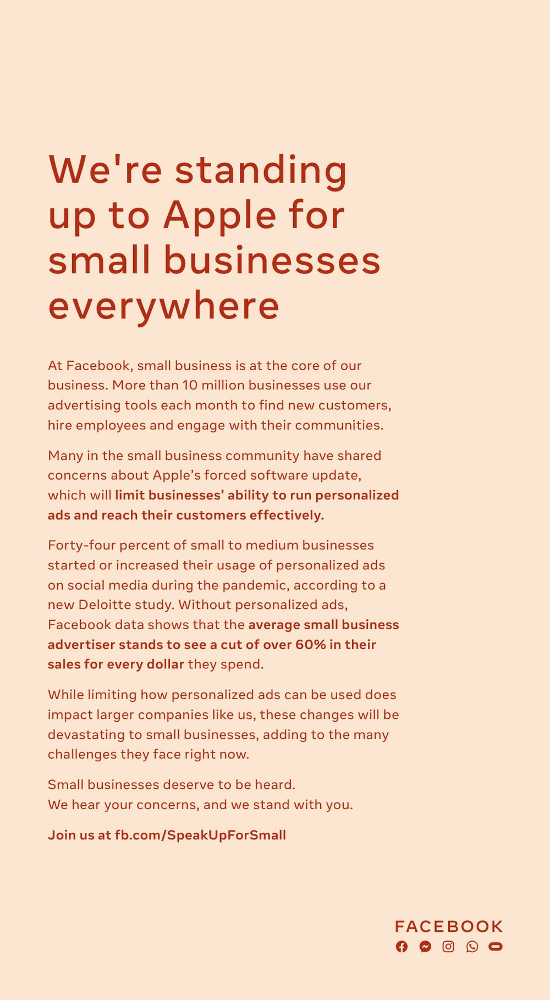 We're standing
up to Apple for
small businesses
everywhere
At Facebook, small business is at the core of our
business. More than 10 million businesses use our
advertising tools each month to find new customers,
hire employees and engage with their communities.
Many in the small business community have shared
concerns about Apple’s forced software update,
which will limit businesses’ ability to run personalized
ads and reach their customers effectively.
Forty-four percent of small to medium businesses
started or increased their usage of personalized ads
on social media during the pandemic, according to a
new Deloitte study. Without personalized ads,
Facebook data shows that the average small business
advertiser stands to see a cut of over 60% in their
sales for every dollar they spend.
While limiting how personalized ads can be used does
impact larger companies like us, these changes will be
devastating to small businesses, adding to the many
challenges they face right now.
Small businesses deserve to be heard.
We hear your concerns, and we stand with you.
Join us at fb.com/SpeakUpForSmall
FACEBOOK